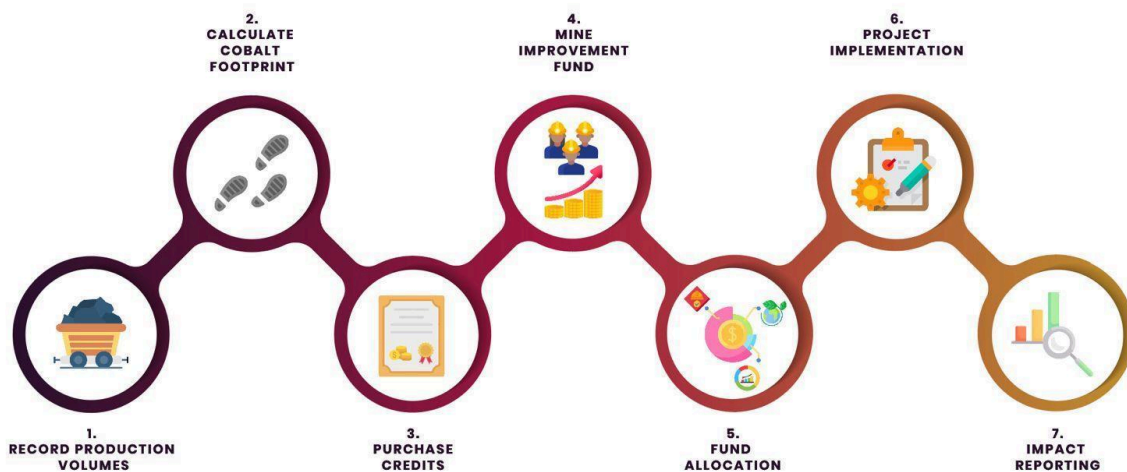 1.
RECORD PRODUCTION
VOLUMES
2.
CALCULATE
COBALT
FOOTPRINT
3.
PURCHASE
CREDITS
4.
MINE
IMPROVEMENT
FUND
5.
FUND
ALLOCATION
6.
PROJECT
IMPLEMENTATION
7.
IMPACT
REPORTING
$